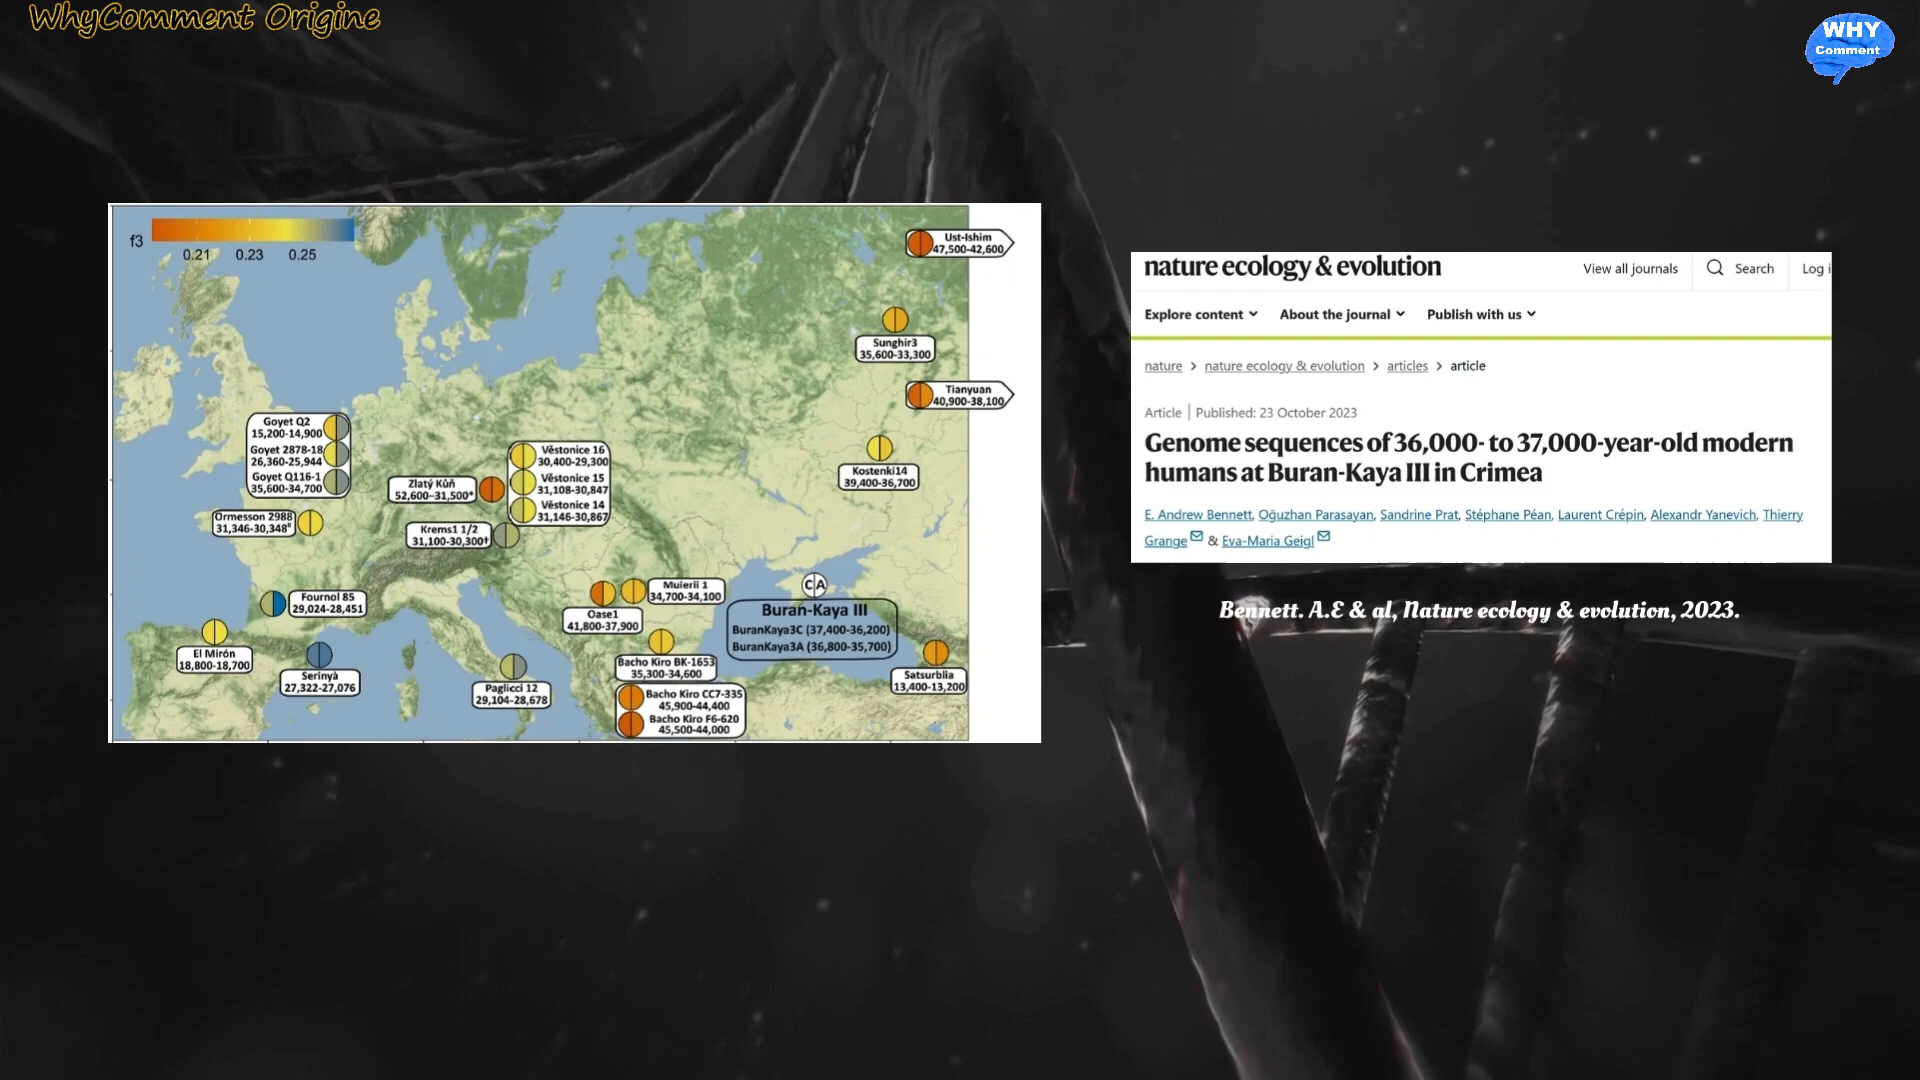 WhyComment Origine
WHY
Comment
f3
0.21 0.23 0.25
Ust-Ishim
47,500-42,600
Sunghir3
35,600-33,300
Tianyuan
40,900-38,100
Goyet Q2
15,200-14,900
Goyet 2878-18
26,360-25,944
Goyet Q116-1
35,600-34,700
Věstonice 16
30,400-29,300
Věstonice 15
31,108-30,847
Věstonice 14
31,146-30,867
Kostenki14
39,400-36,700
Zlatý Kůň
52,600–31,500*
Ormesson 2988
31,346-30,348"
Krems1 1/2
31,100-30,300†
Muierii 1
34,700-34,100
Oase1
41,800-37,900
C A
Buran-Kaya III
BuranKaya3C (37,400-36,200)
BuranKaya3A (36,800-35,700)
Fournol 85
29,024-28,451
El Mirón
18,800-18,700
Serinyà
27,322-27,076
Paglicci 12
29,104-28,678
Bacho Kiro BK-1653
35,300-34,600
Bacho Kiro CC7-335
45,900-44,400
Bacho Kiro F6-620
45,500-44,000
Satsurblia
13,400-13,200
nature ecology & evolution
View all journals Search Log i
Explore content About the journal Publish with us
nature > nature ecology & evolution > articles > article
Article | Published: 23 October 2023
Genome sequences of 36,000- to 37,000-year-old modern
humans at Buran-Kaya III in Crimea
E. Andrew Bennett, Oğuzhan Parasayan, Sandrine Prat, Stéphane Péan, Laurent Crépin, Alexandr Yanevich, Thierry
Grange & Eva-Maria Geigl
Bennett. A.E & al, Nature ecology & evolution, 2023.